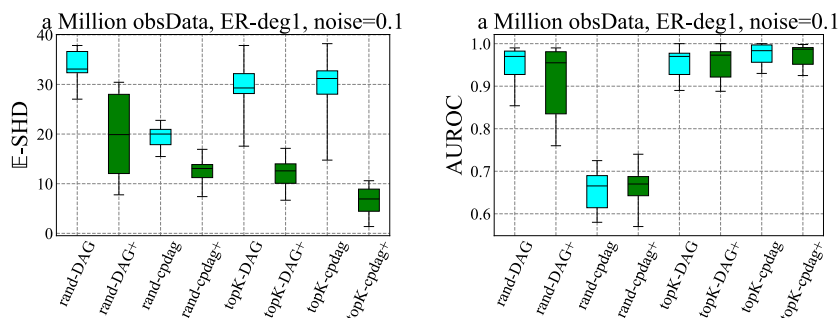 a Million obsData, ER-deg1, noise=0.1
𝔼-SHD
40
30
20
10
0
rand-DAG
rand-DAG+
rand-cpdag
rand-cpdag+
topK-DAG
topK-DAG+
topK-cpdag
topK-cpdag+
a Million obsData, ER-deg1, noise=0.1
AUROC
1.0
0.9
0.8
0.7
0.6
rand-DAG
rand-DAG+
rand-cpdag
rand-cpdag+
topK-DAG
topK-DAG+
topK-cpdag
topK-cpdag+